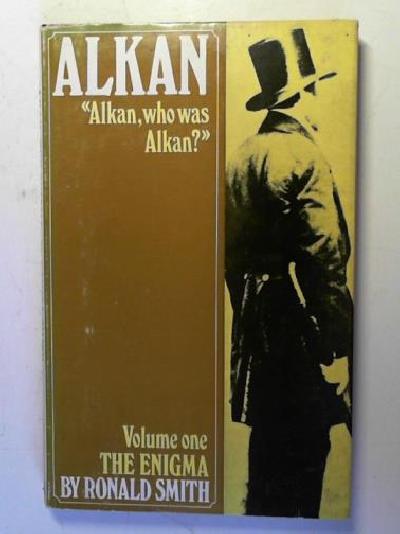 ALKAN
«Alkan, who was
Alkan?»
Volume one
THE ENIGMA
BY RONALD SMITH